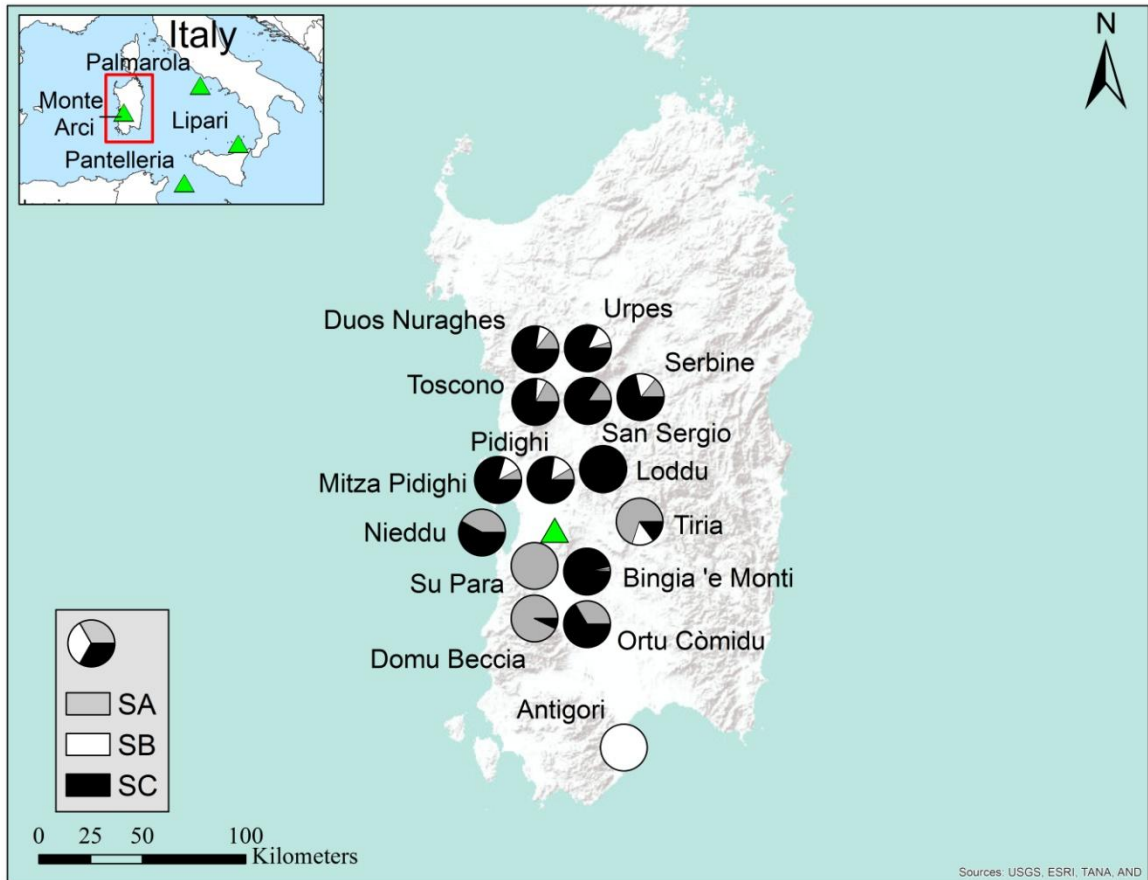 Italy
Palmarola
Monte
Arci
Lipari
Pantelleria
N
Duos Nuraghes
Urpes
Serbine
Toscono
San Sergio
Pidighi
Loddu
Mitza Pidighi
Nieddu
Tiria
Su Para
Bingia 'e Monti
Ortu Còmidu
Domu Beccia
Antigori
SA
SB
SC
0 25 50 100
Kilometers
Sources: USGS, ESRI, TANA, AND